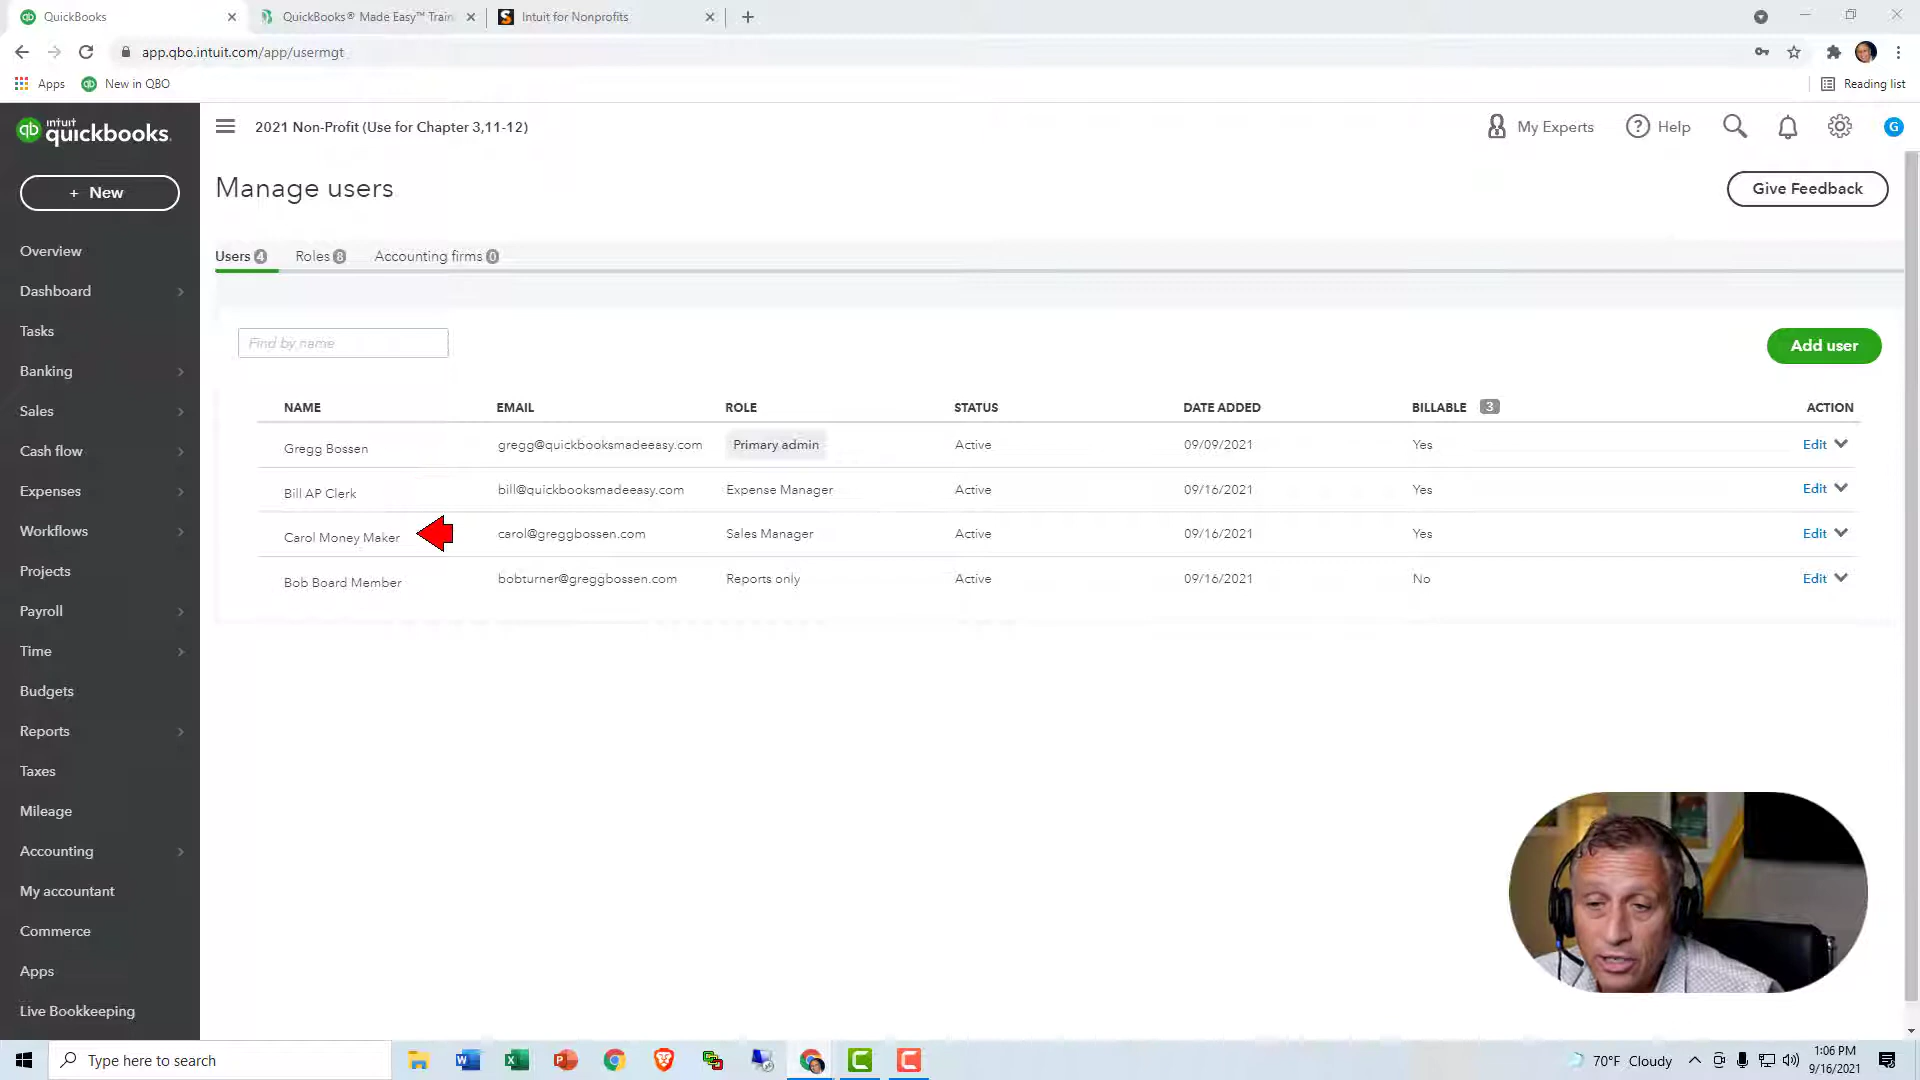 QuickBooks
QuickBooks® Made Easy™ Train
Intuit for Nonprofits
app.qbo.intuit.com/app/usermgt
Apps
New in QBO
Reading list
intuit
quickbooks.
2021 Non-Profit (Use for Chapter 3,11-12)
My Experts
Help
G
+ New
Manage users
Give Feedback
Users 4
Roles 8
Accounting firms 0
Find by name
Add user
NAME EMAIL ROLE STATUS DATE ADDED BILLABLE 3 ACTION
Gregg Bossen gregg@quickbooksmadeeasy.com Primary admin Active 09/09/2021 Yes Edit
Bill AP Clerk bill@quickbooksmadeeasy.com Expense Manager Active 09/16/2021 Yes Edit
Carol Money Maker carol@greggbossen.com Sales Manager Active 09/16/2021 Yes Edit
Bob Board Member bobturner@greggbossen.com Reports only Active 09/16/2021 No Edit
Overview
Dashboard
Tasks
Banking
Sales
Cash flow
Expenses
Workflows
Projects
Payroll
Time
Budgets
Reports
Taxes
Mileage
Accounting
My accountant
Commerce
Apps
Live Bookkeeping
Type here to search
70°F Cloudy
1:06 PM
9/16/2021